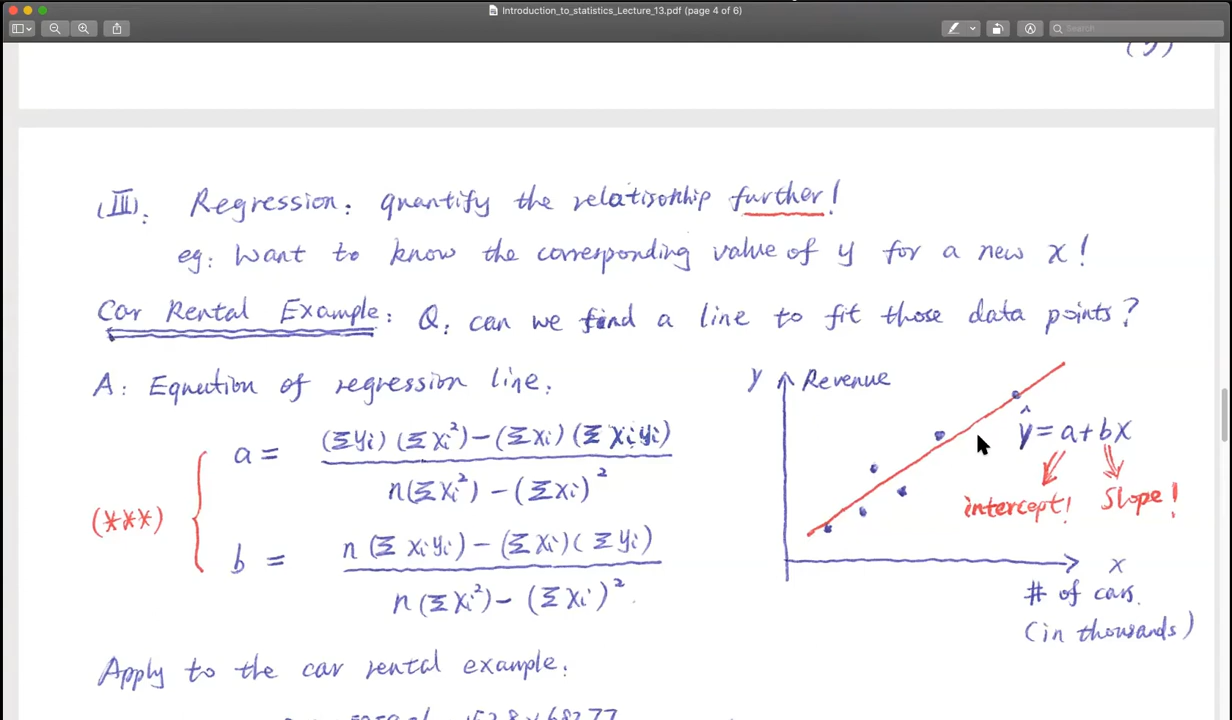 Introduction_to_statistics_Lecture_13.pdf (page 4 of 6)
Search
(y)
(III). Regression: quantify the relationship further!
eg: Want to know the corresponding value of y for a new x!
Car Rental Example: Q. can we find a line to fit those data points?
A: Equation of regression line.
(***)
a = (Σyi)(Σxi²)-(Σxi)(Σxiyi) / n(Σxi²)-(Σxi)²
b = n(Σxiyi)-(Σxi)(Σyi) / n(Σxi²)-(Σxi)²
y Revenue
ŷ = a+bx
intercept! Slope!
x
# of cars.
(in thousands)
Apply to the car rental example: